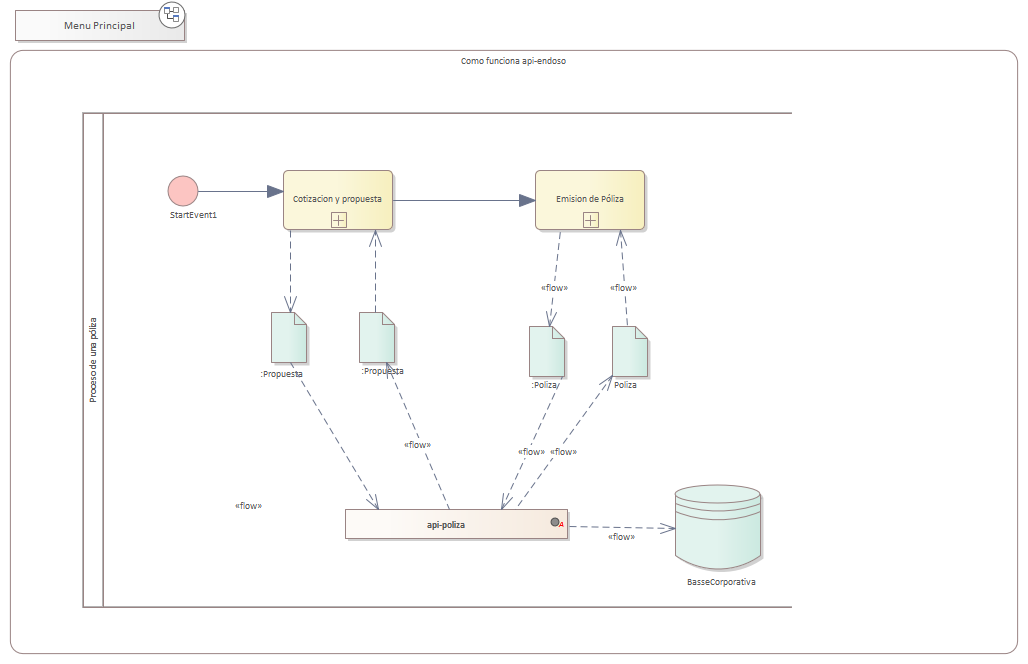 Menu Principal
Como funciona api-endoso
Proceso de una póliza
StartEvent1
Cotizacion y propuesta
Emision de Póliza
«flow»
«flow»
:Propuesta
:Propuesta
:Poliza
Poliza
«flow»
«flow»
«flow»
«flow»
api-poliza
A
«flow»
BasseCorporativa